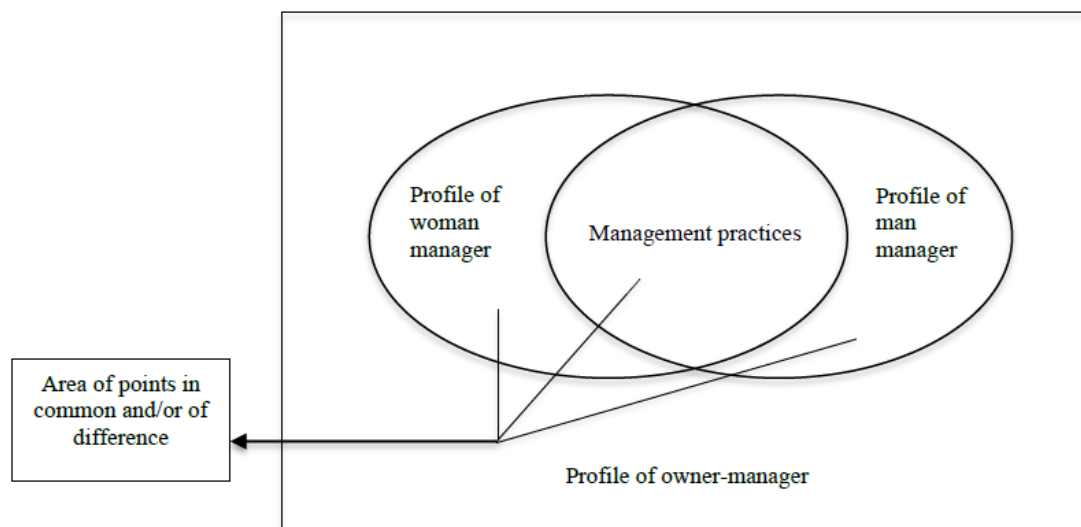 Profile of
woman
manager
Management practices
Profile of
man
manager
Area of points in
common and/or of
difference
Profile of owner-manager